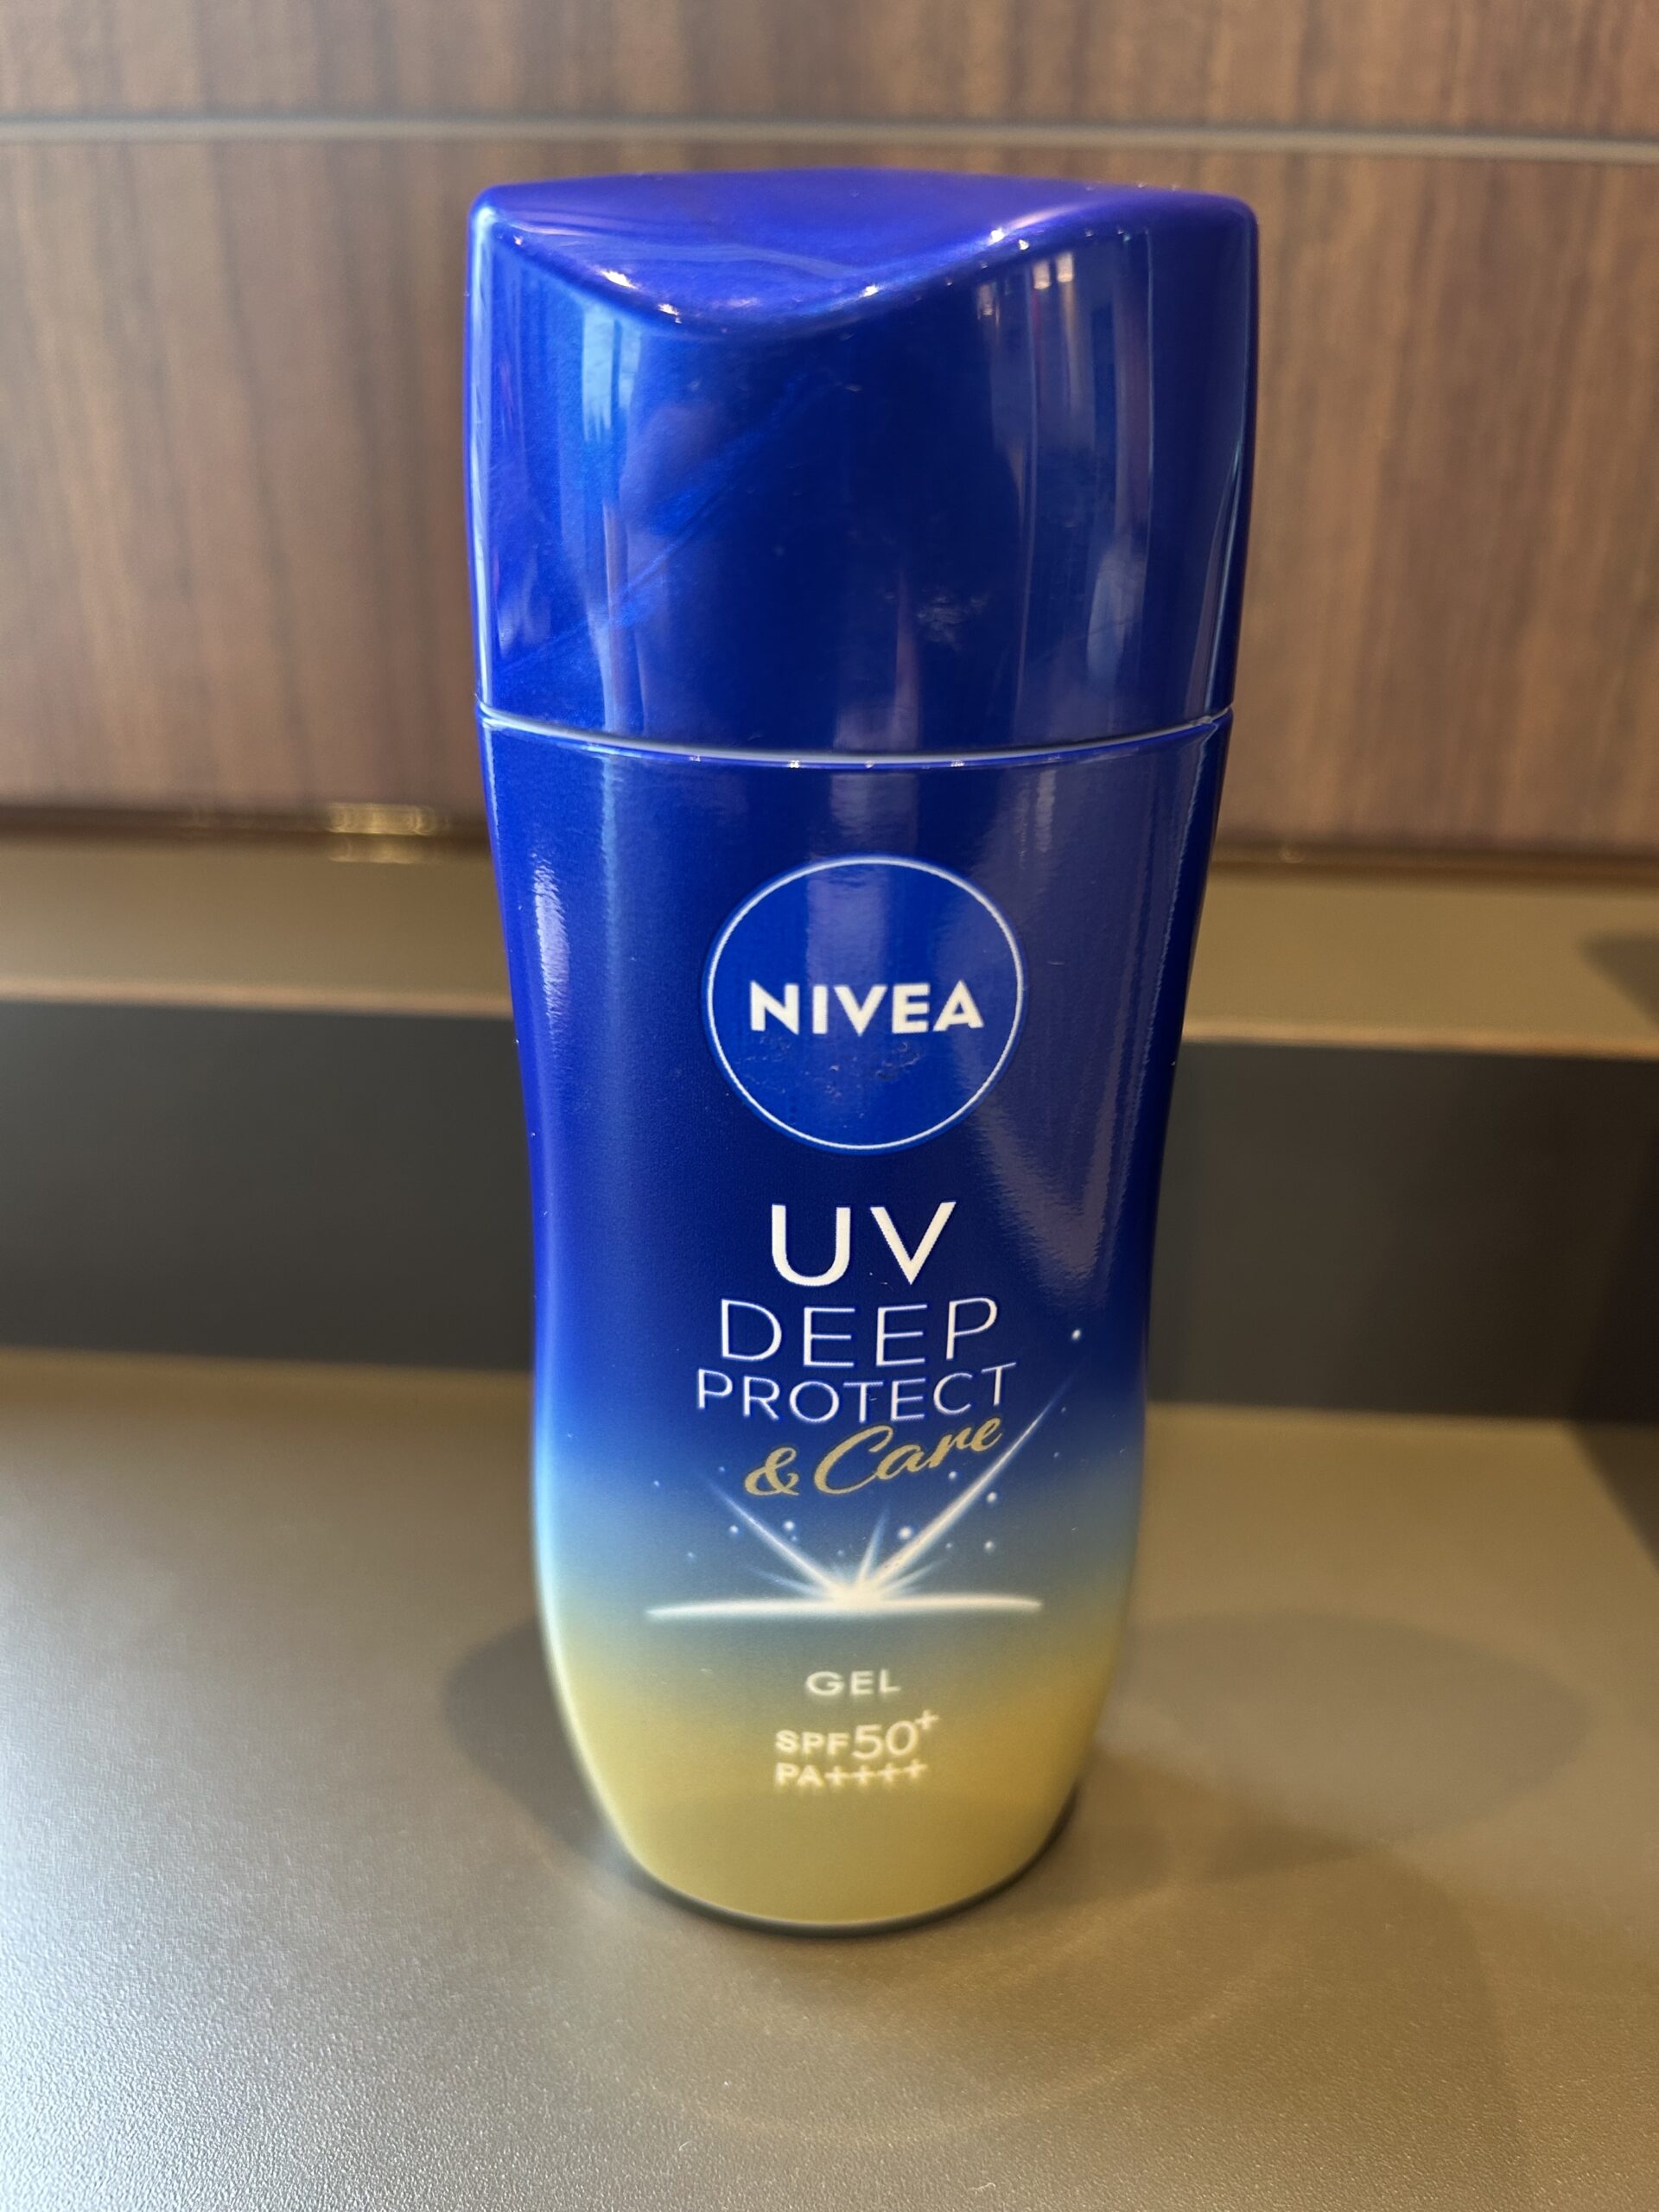 NIVEA
UV
DEEP
PROTECT
& Care
GEL
SPF50+
PA++++